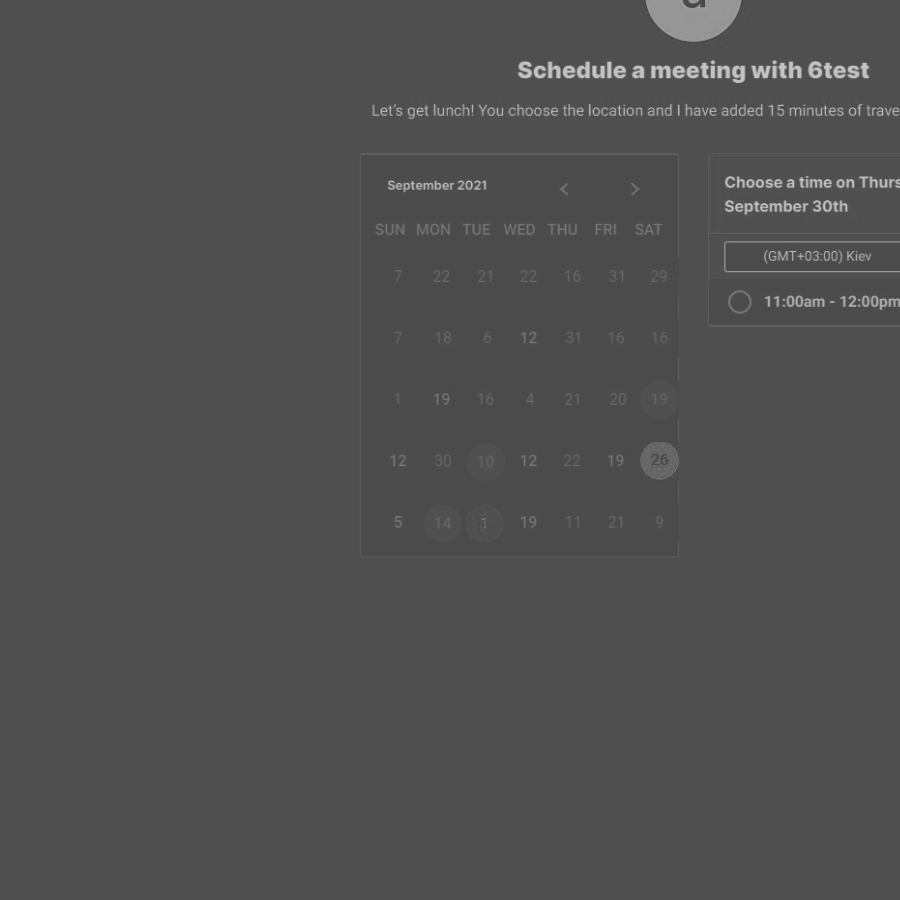 a
Schedule a meeting with 6test
Let's get lunch! You choose the location and I have added 15 minutes of trave
September 2021
SUN MON TUE WED THU FRI SAT
7 22 21 22 16 31 29
7 18 6 12 31 16 16
1 19 16 4 21 20 19
12 30 10 12 22 19 26
5 14 1 19 11 21 9
Choose a time on Thurs
September 30th
(GMT+03:00) Kiev
11:00am - 12:00pm